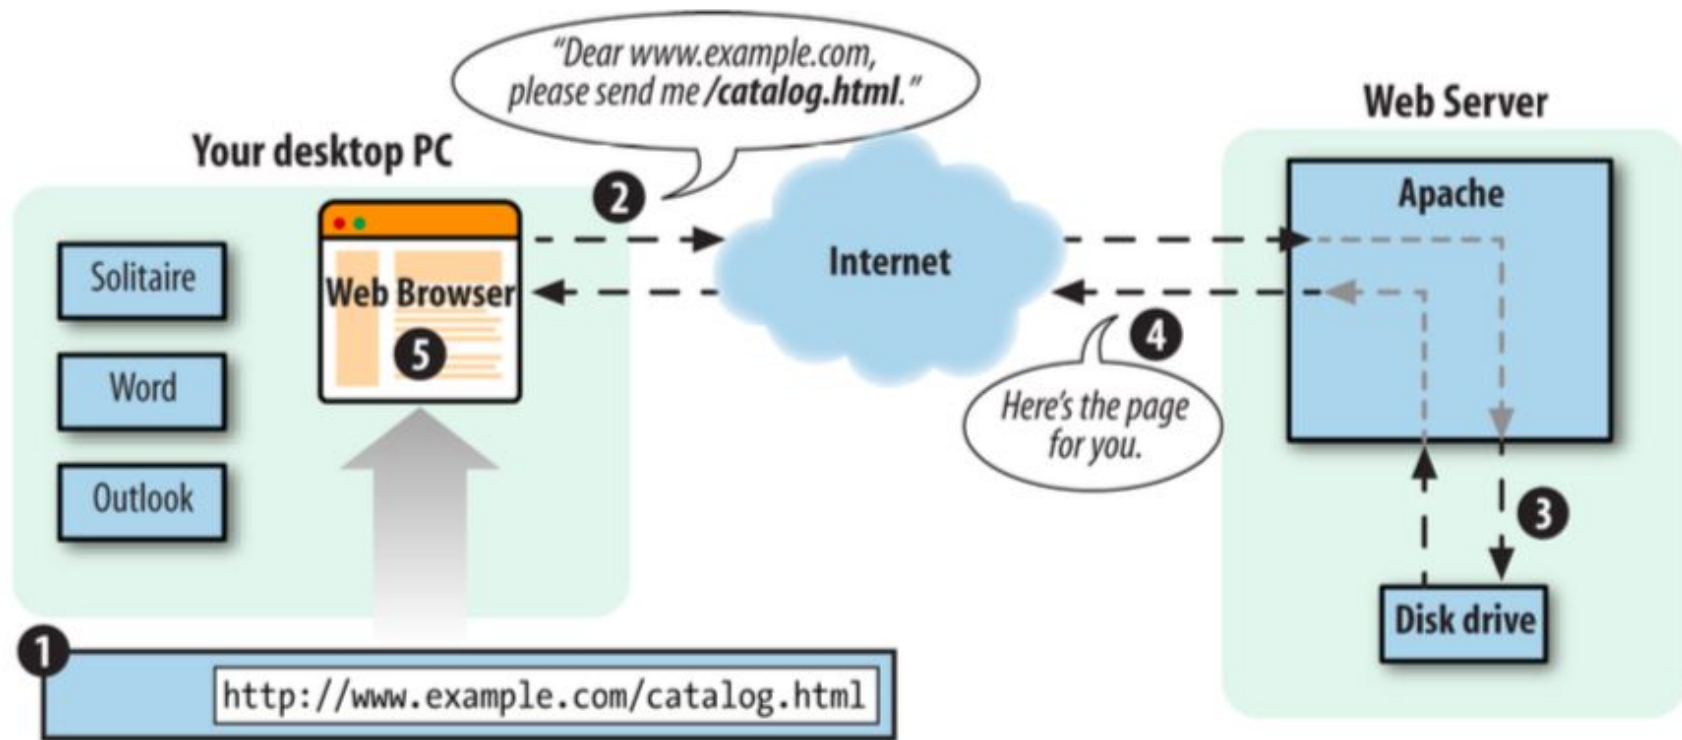 "Dear www.example.com,
please send me /catalog.html."
Web Server
Your desktop PC
2
Apache
Solitaire
Internet
Web Browser
4
5
Word
Here's the page
for you.
Outlook
3
Disk drive
1
http://www.example.com/catalog.html